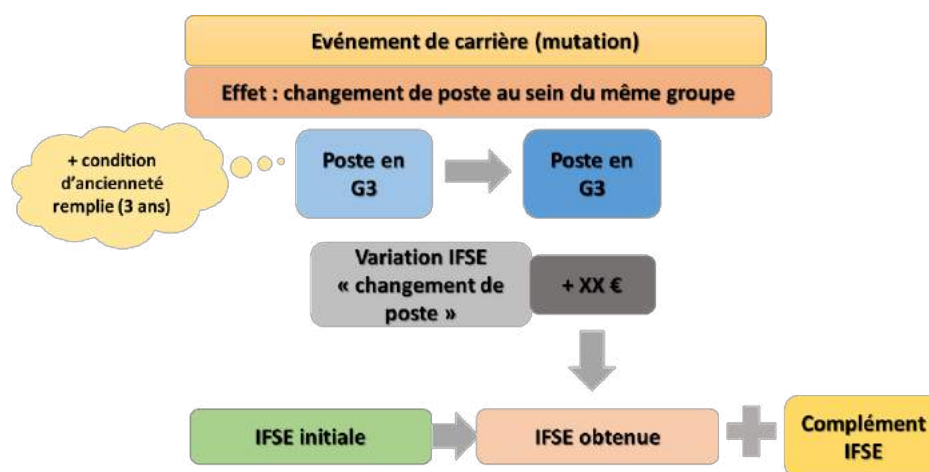 Evénement de carrière (mutation)
Effet : changement de poste au sein du même groupe
+ condition
d'ancienneté
remplie (3 ans)
Poste en
G3
Poste en
G3
Variation IFSE
« changement de
poste »
+ XX €
IFSE initiale
IFSE obtenue
Complément
IFSE